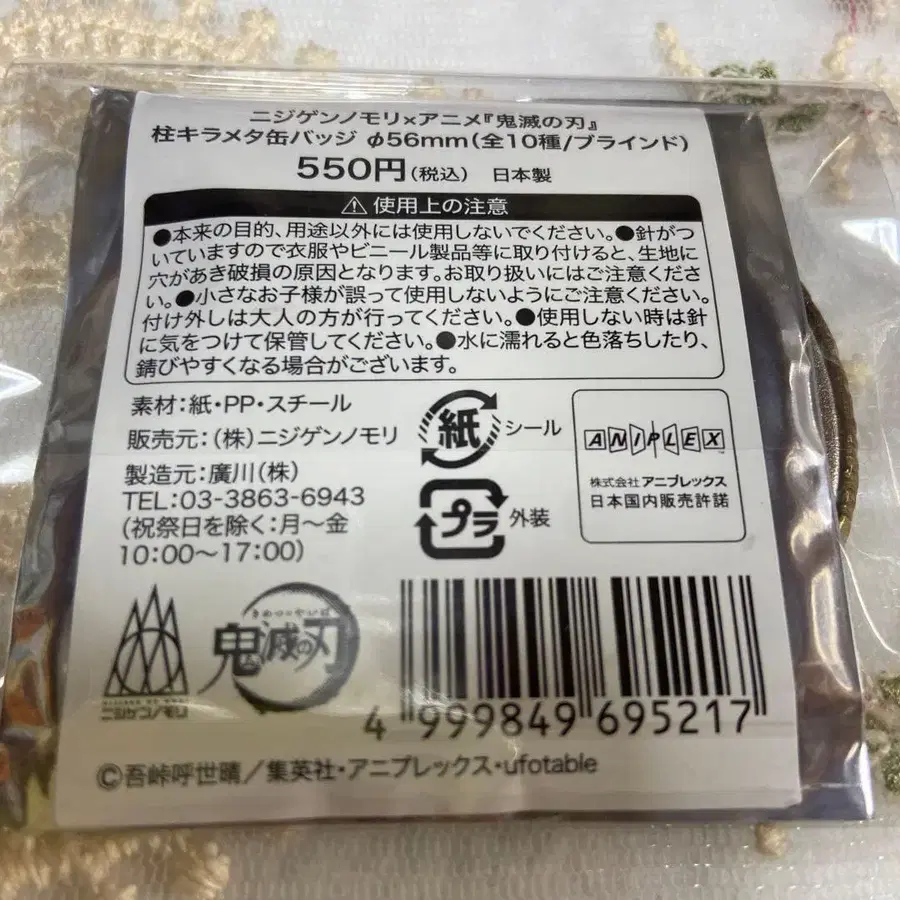 ニジゲンノモリ×アニメ『鬼滅の刃』
柱キラメタ缶バッジ φ56mm(全10種/ブラインド)
550円(税込) 日本製
⚠ 使用上の注意
●本来の目的、用途以外には使用しないでください。●針がつ
いていますので衣服やビニール製品等に取り付けると、生地に
穴があき破損の原因となります。お取り扱いにはご注意くださ
い。●小さなお子様が誤って使用しないようにご注意ください。
付け外しは大人の方が行ってください。●使用しない時は針
に気をつけて保管してください。●水に濡れると色落ちしたり、
錆びやすくなる場合がございます。
素材:紙・PP・スチール
販売元:(株)ニジゲンノモリ
製造元:廣川(株)
TEL:03-3863-6943
(祝祭日を除く:月〜金
10:00〜17:00)
紙 シール
プラ 外装
ANIPLEX
株式会社 アニプレックス
日本国内販売許諾
ニジゲンノモリ
きめつのやいば
鬼滅の刃
4 999849 695217
©吾峠呼世晴/集英社・アニプレックス・ufotable